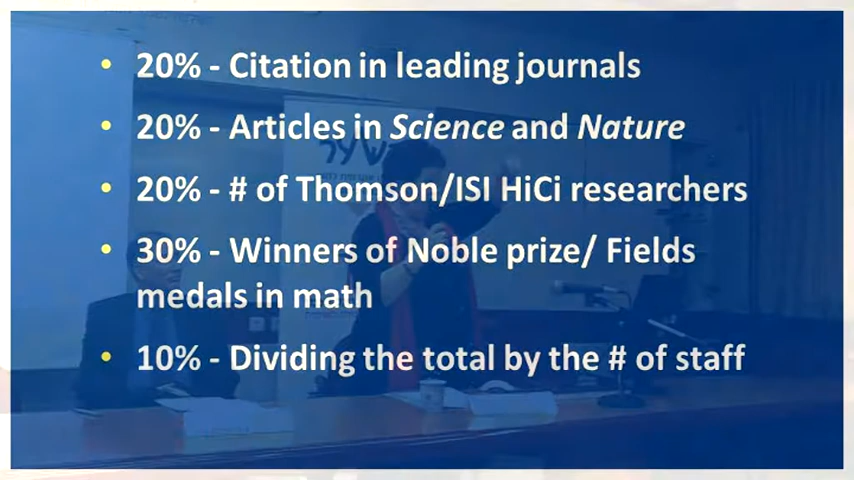 • 20% - Citation in leading journals
• 20% - Articles in Science and Nature
• 20% - # of Thomson/ISI HiCi researchers
• 30% - Winners of Noble prize/ Fields
medals in math
• 10% - Dividing the total by the # of staff